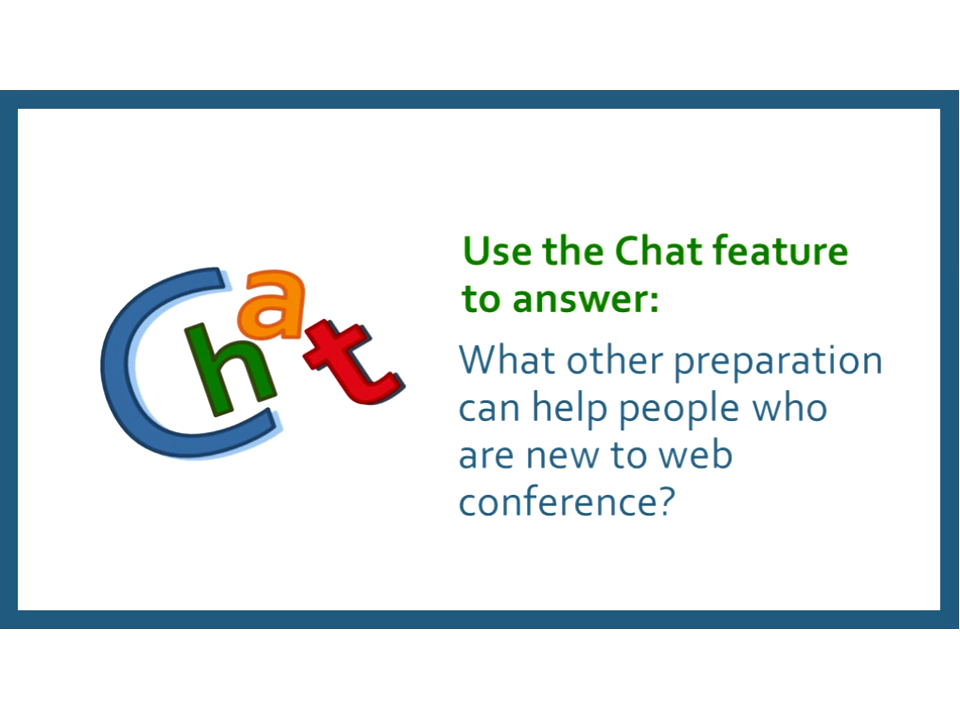 Chat
Use the Chat feature
to answer:
What other preparation
can help people who
are new to web
conference?